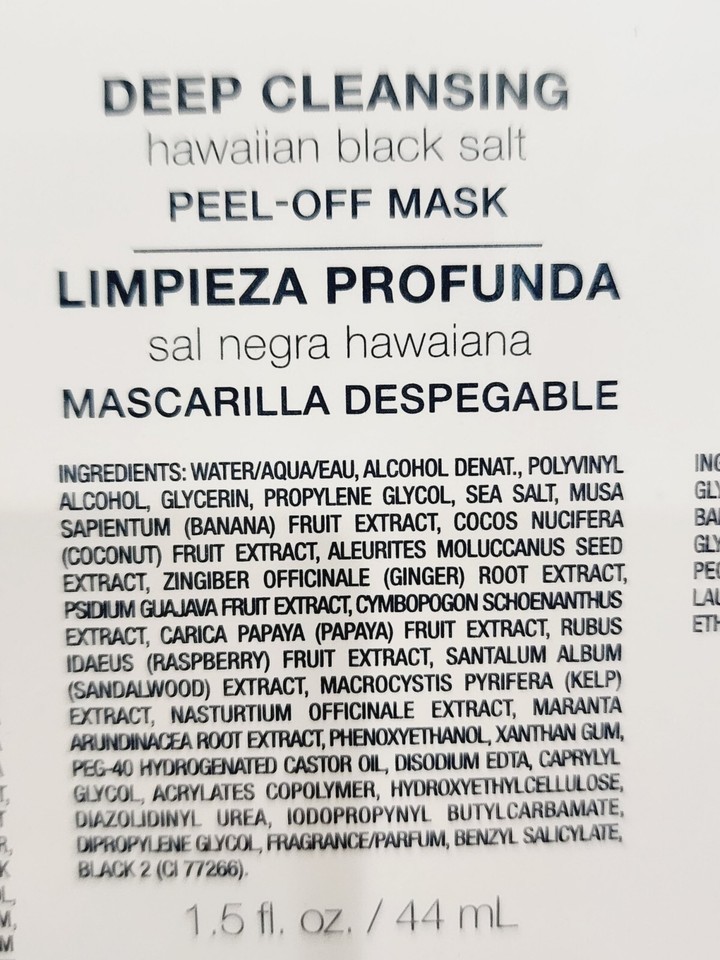 DEEP CLEANSING
hawaiian black salt
PEEL-OFF MASK
LIMPIEZA PROFUNDA
sal negra hawaiana
MASCARILLA DESPEGABLE
INGREDIENTS: WATER/AQUA/EAU, ALCOHOL DENAT., POLYVINYL
ALCOHOL, GLYCERIN, PROPYLENE GLYCOL, SEA SALT, MUSA
SAPIENTUM (BANANA) FRUIT EXTRACT, COCOS NUCIFERA
(COCONUT) FRUIT EXTRACT, ALEURITES MOLUCCANUS SEED
EXTRACT, ZINGIBER OFFICINALE (GINGER) ROOT EXTRACT,
PSIDIUM GUAJAVA FRUIT EXTRACT, CYMBOPOGON SCHOENANTHUS
EXTRACT, CARICA PAPAYA (PAPAYA) FRUIT EXTRACT, RUBUS
IDAEUS (RASPBERRY) FRUIT EXTRACT, SANTALUM ALBUM
(SANDALWOOD) EXTRACT, MACROCYSTIS PYRIFERA (KELP)
EXTRACT, NASTURTIUM OFFICINALE EXTRACT, MARANTA
ARUNDINACEA ROOT EXTRACT, PHENOXYETHANOL, XANTHAN GUM,
PEG-40 HYDROGENATED CASTOR OIL, DISODIUM EDTA, CAPRYLYL
GLYCOL, ACRYLATES COPOLYMER, HYDROXYETHYLCELLULOSE,
DIAZOLIDINYL UREA, IODOPROPYNYL BUTYLCARBAMATE,
DIPROPYLENE GLYCOL, FRAGRANCE/PARFUM, BENZYL SALICYLATE,
BLACK 2 (CI 77266).
1.5 fl. oz. / 44 mL